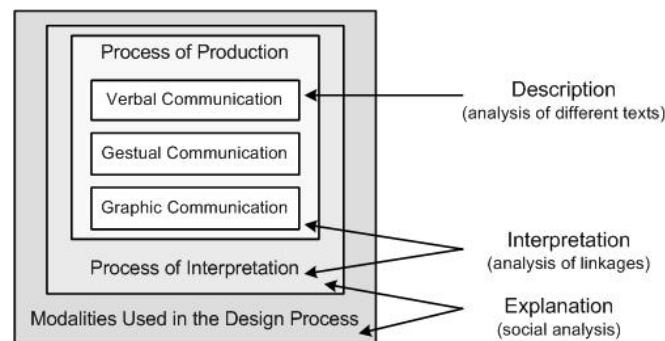 Process of Production
Verbal Communication
Gestual Communication
Graphic Communication
Process of Interpretation
Modalities Used in the Design Process
Description
(analysis of different texts)
Interpretation
(analysis of linkages)
Explanation
(social analysis)